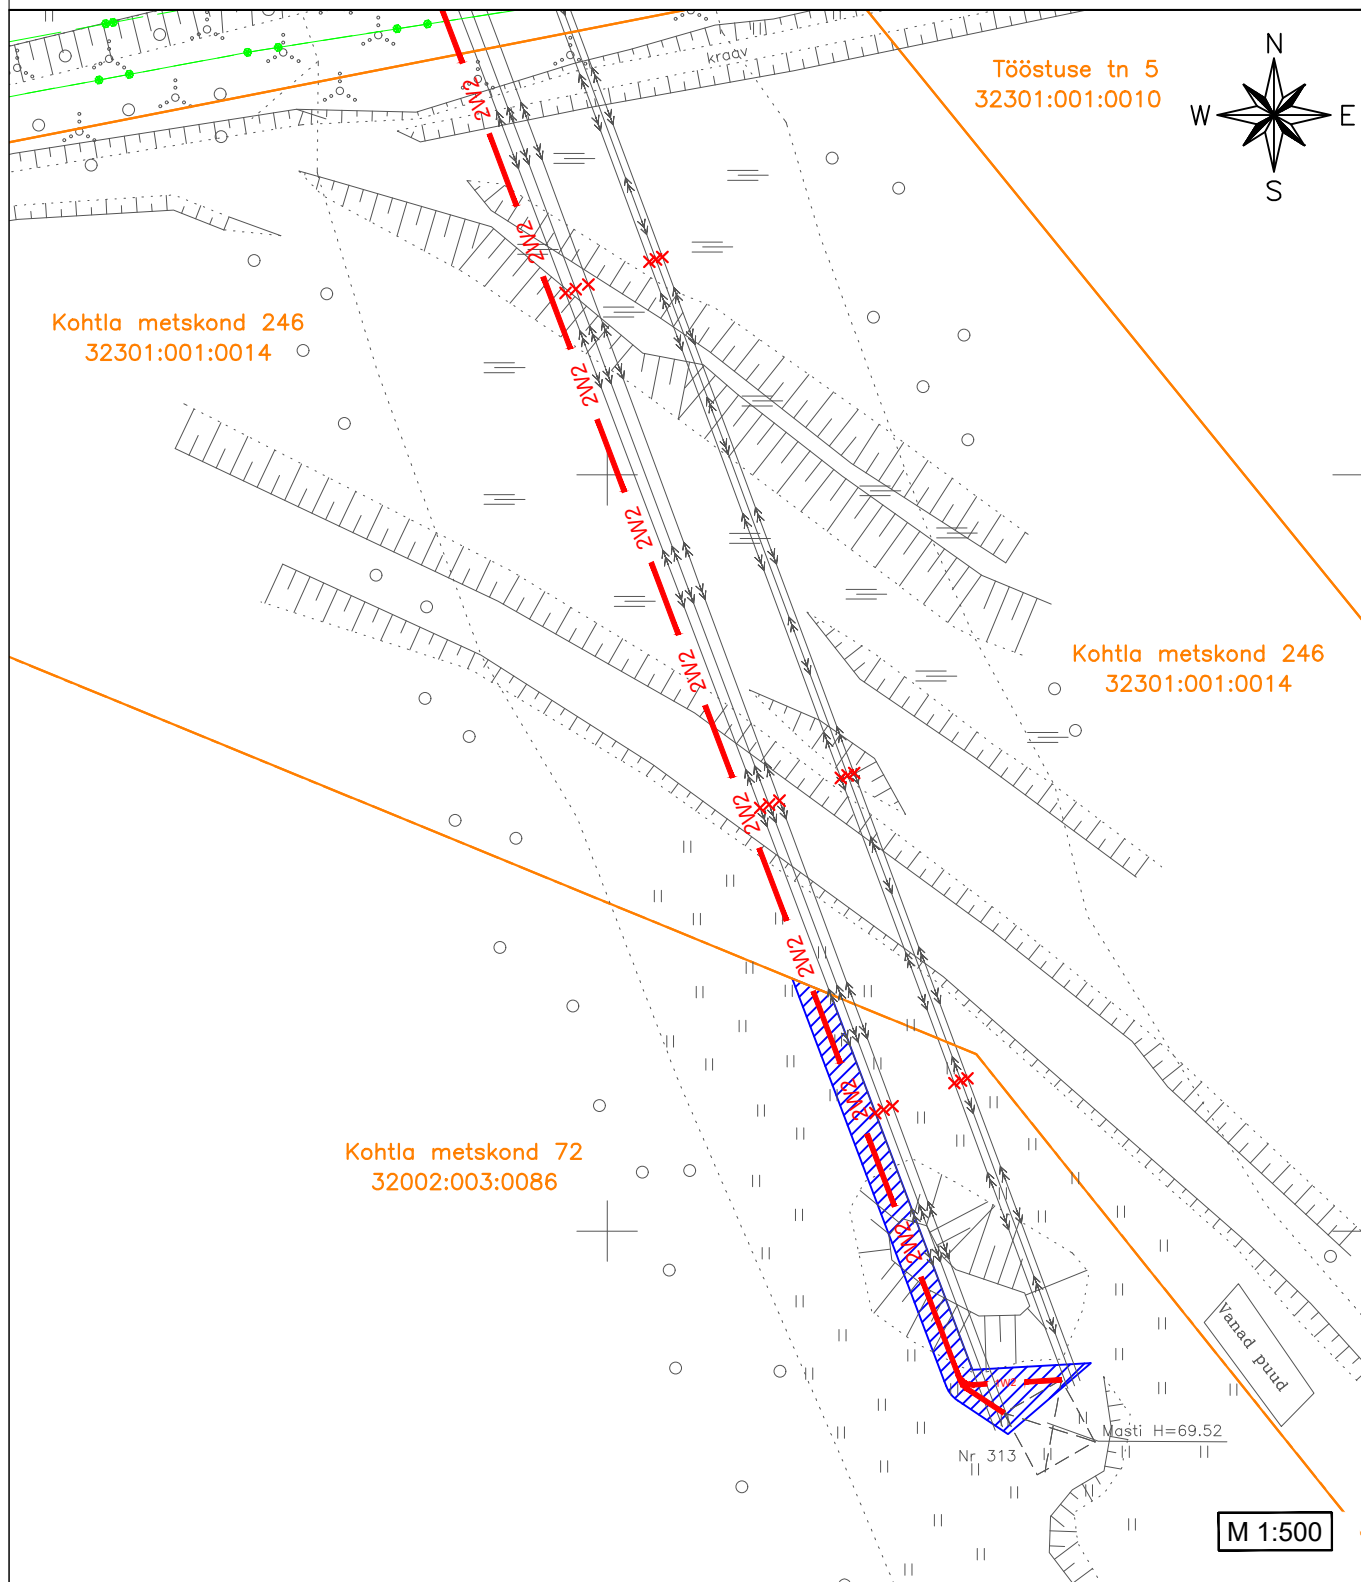 kraav
Tööstuse tn 5
32301:001:0010
N
W
E
S
2W2
2W2
Kohtla metskond 246
32301:001:0014
2W2
2W2
Kohtla metskond 246
32301:001:0014
2W2
2W2
2W2
2W2
Kohtla metskond 72
32002:003:0086
2W2
Vanad puud
1W2
Masti H=69.52
Nr 313
M 1:500